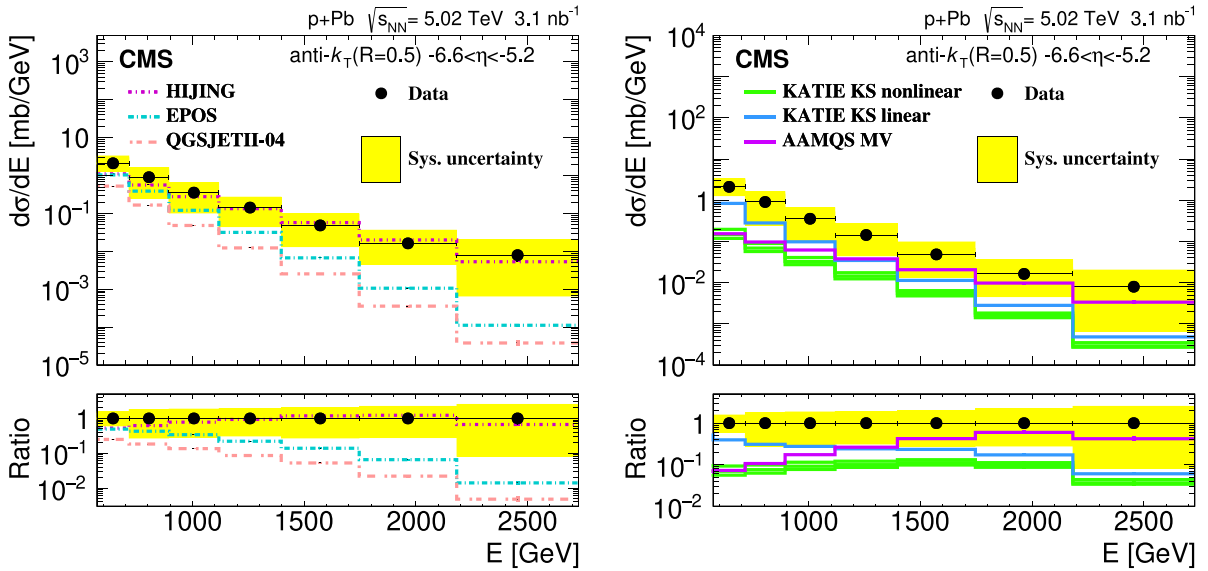 p+Pb √s_NN = 5.02 TeV 3.1 nb⁻¹
CMS
anti-k_T(R=0.5) -6.6<η<-5.2
HIJING
EPOS
QGSJETII-04
Data
Sys. uncertainty
dσ/dE [mb/GeV]
10³
10
10⁻¹
10⁻³
10⁻⁵
Ratio
1
10⁻¹
10⁻²
1000 1500 2000 2500
E [GeV]
p+Pb √s_NN = 5.02 TeV 3.1 nb⁻¹
CMS
anti-k_T(R=0.5) -6.6<η<-5.2
KATIE KS nonlinear
KATIE KS linear
AAMQS MV
Data
Sys. uncertainty
dσ/dE [mb/GeV]
10⁴
10²
1
10⁻²
10⁻⁴
Ratio
1
10⁻¹
10⁻²
1000 1500 2000 2500
E [GeV]